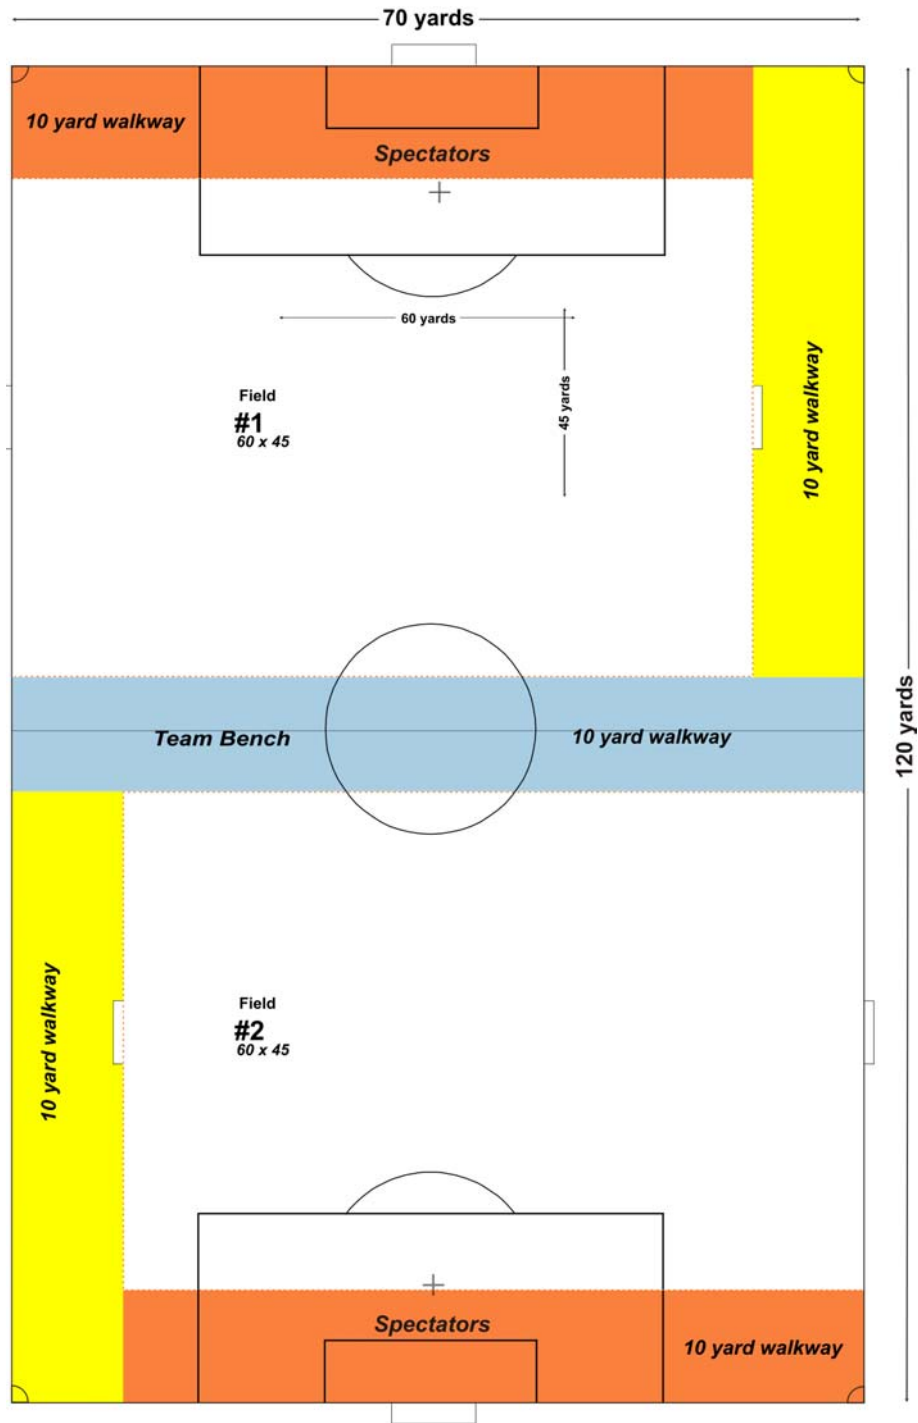 70 yards
10 yard walkway
Spectators
60 yards
45 yards
10 yard walkway
Field
#1
60 x 45
120 yards
Team Bench
10 yard walkway
10 yard walkway
Field
#2
60 x 45
Spectators
10 yard walkway